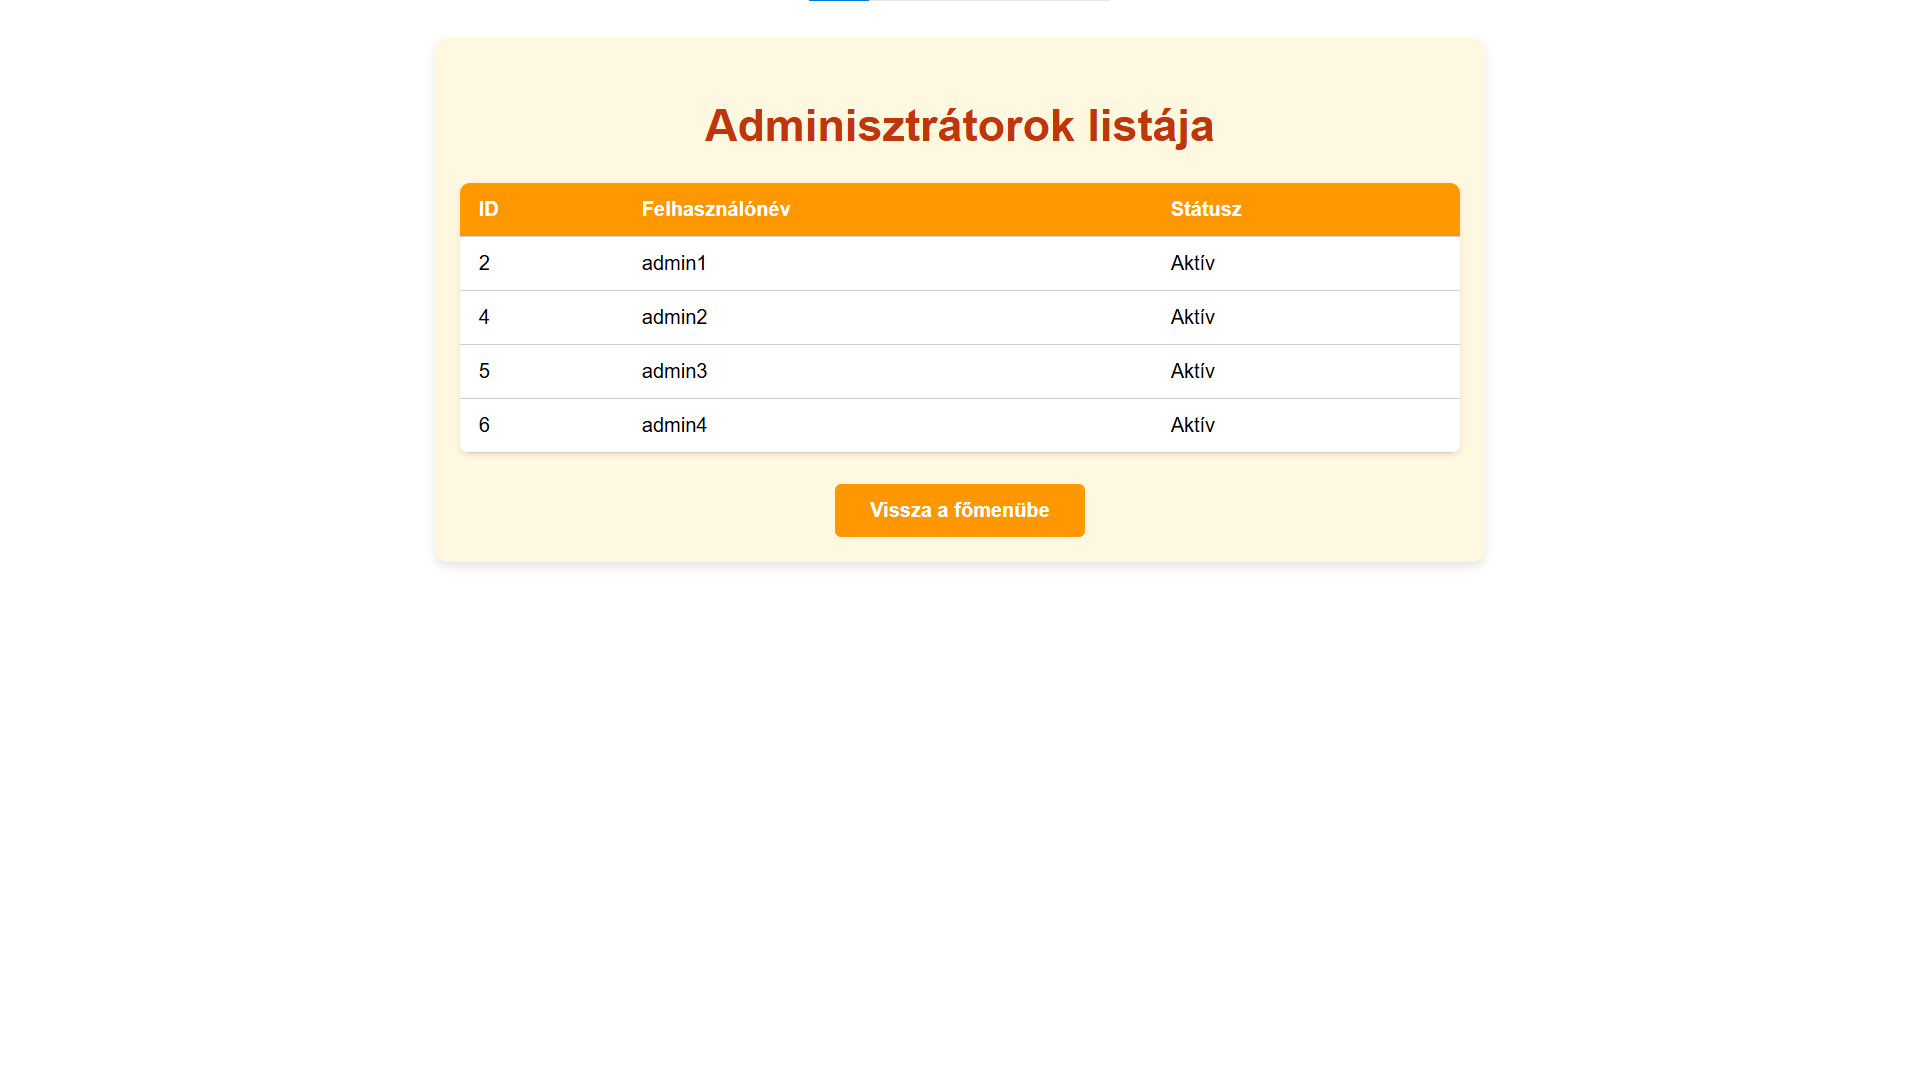 Adminisztrátorok listája
ID Felhasználónév Státusz
2 admin1 Aktív
4 admin2 Aktív
5 admin3 Aktív
6 admin4 Aktív
Vissza a főmenübe